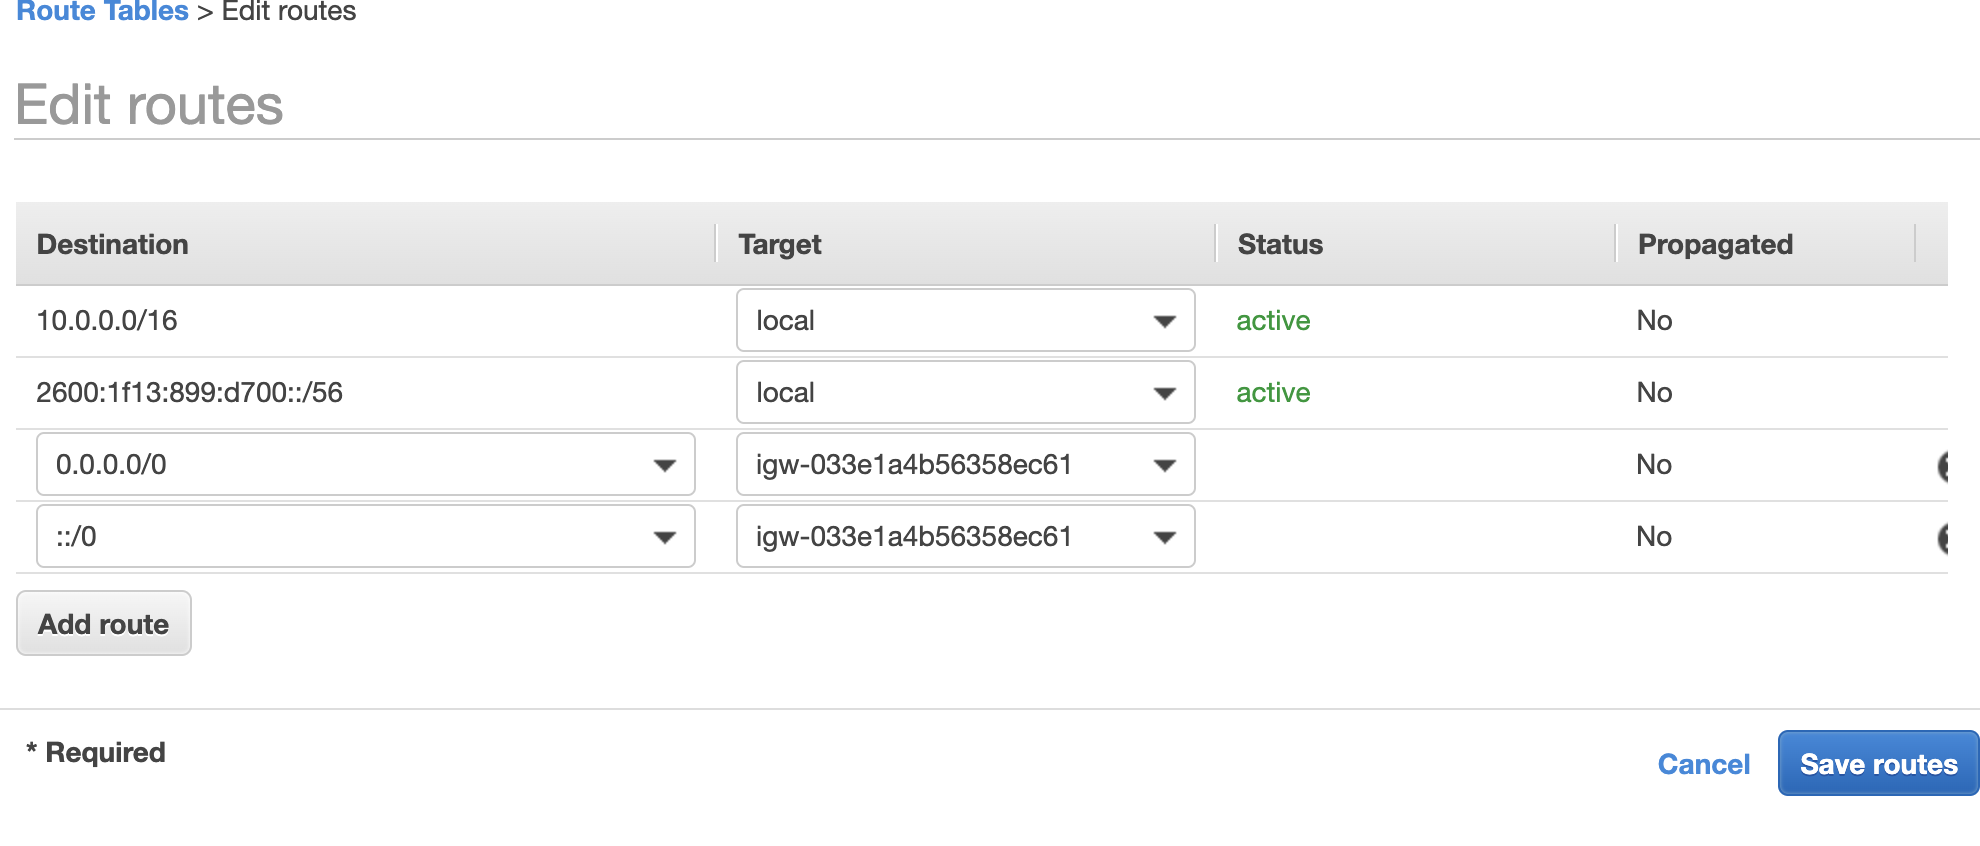 Route Tables > Edit routes
Edit routes
Destination Target Status Propagated
10.0.0.0/16 local active No
2600:1f13:899:d700::/56 local active No
0.0.0.0/0 igw-033e1a4b56358ec61 No
::/0 igw-033e1a4b56358ec61 No
Add route
* Required
Cancel Save routes